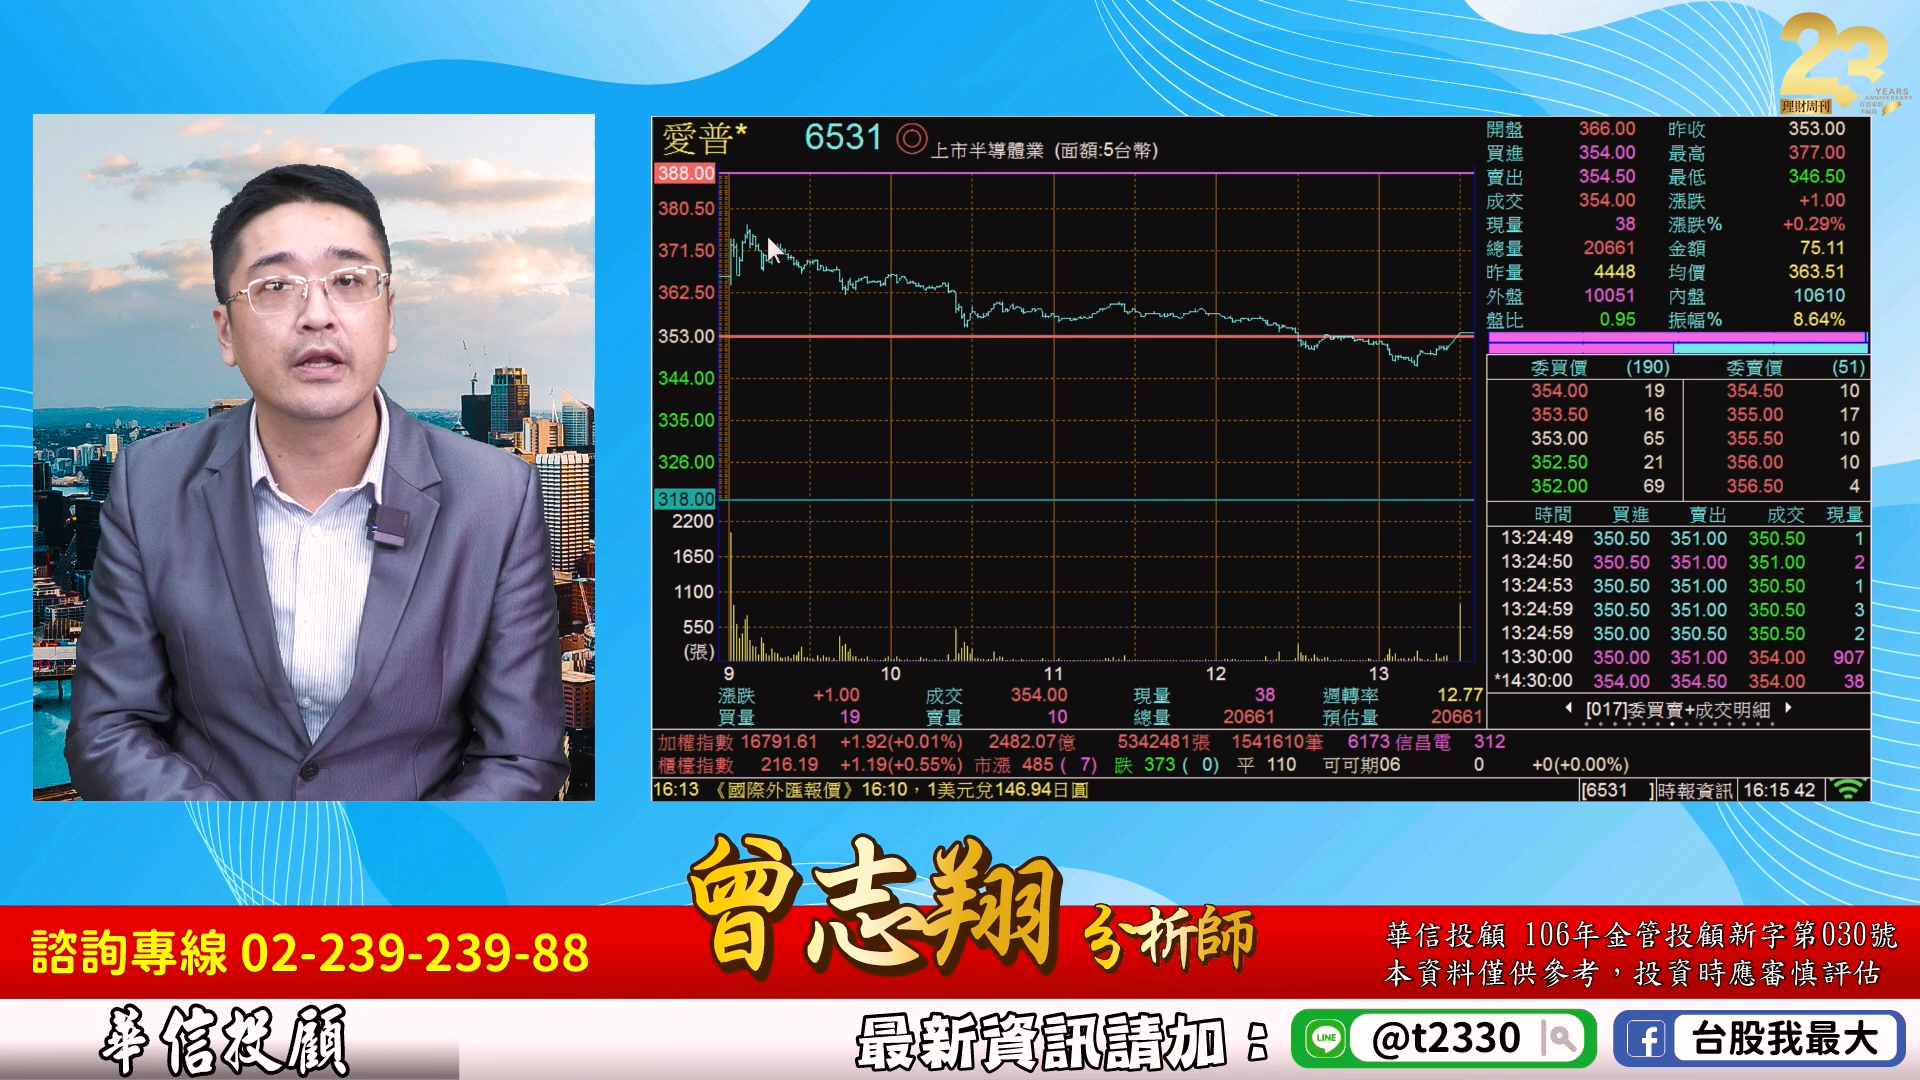 23
YEARS
ANNIVERSARY
理財周刊
愛普* 6531 ◎ 上市半導體業 (面額:5台幣)
388.00
380.50
371.50
362.50
353.00
344.00
335.00
326.00
318.00
2200
1650
1100
550
(張)
9 10 11 12 13
漲跌 +1.00 成交 354.00 現量 38 週轉率 12.77
買量 19 賣量 10 總量 20661 預估量 20661
開盤 366.00 昨收 353.00
買進 354.00 最高 377.00
賣出 354.50 最低 346.50
成交 354.00 漲跌 +1.00
現量 38 漲跌% +0.29%
總量 20661 金額 75.11
昨量 4448 均價 363.51
外盤 10051 內盤 10610
盤比 0.95 振幅% 8.64%
委買價 (190) 委賣價 (51)
354.00 19 354.50 10
353.50 16 355.00 17
353.00 65 355.50 10
352.50 21 356.00 10
352.00 69 356.50 4
時間 買進 賣出 成交 現量
13:24:49 350.50 351.00 350.50 1
13:24:50 350.50 351.00 351.00 2
13:24:53 350.50 351.00 350.50 1
13:24:59 350.50 351.00 350.50 3
13:24:59 350.00 350.50 350.50 2
13:30:00 350.00 351.00 354.00 907
*14:30:00 354.00 354.50 354.00 38
[017]委買賣+成交明細
加權指數 16791.61 +1.92(+0.01%) 2482.07億 5342481張 1541610筆 6173 信昌電 312
櫃檯指數 216.19 +1.19(+0.55%) 市漲 485 ( 7) 跌 373 ( 0) 平 110 可可期06 0 +0(+0.00%)
16:13 《國際外匯報價》16:10，1美元兌146.94日圓 [6531 ]時報資訊 16:15 42
曾志翔 分析師
諮詢專線 02-239-239-88
華信投顧 106年金管投顧新字第030號
本資料僅供參考，投資時應審慎評估
華信投顧
最新資訊請加：
LINE @t2330
f 台股我最大